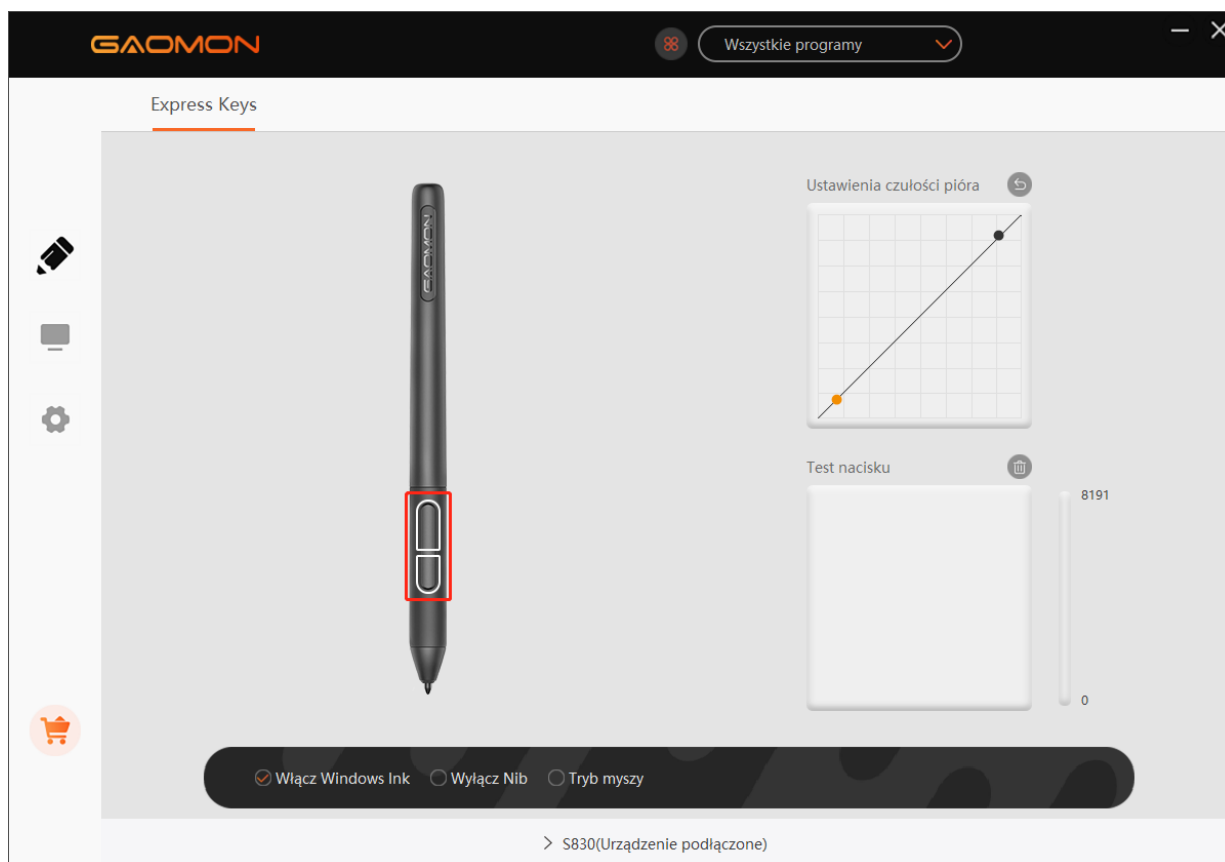 GAOMON
Wszystkie programy
Express Keys
Ustawienia czułości pióra
GAOMON
Test nacisku
8191
0
Włącz Windows Ink Wyłącz Nib Tryb myszy
S830(Urządzenie podłączone)